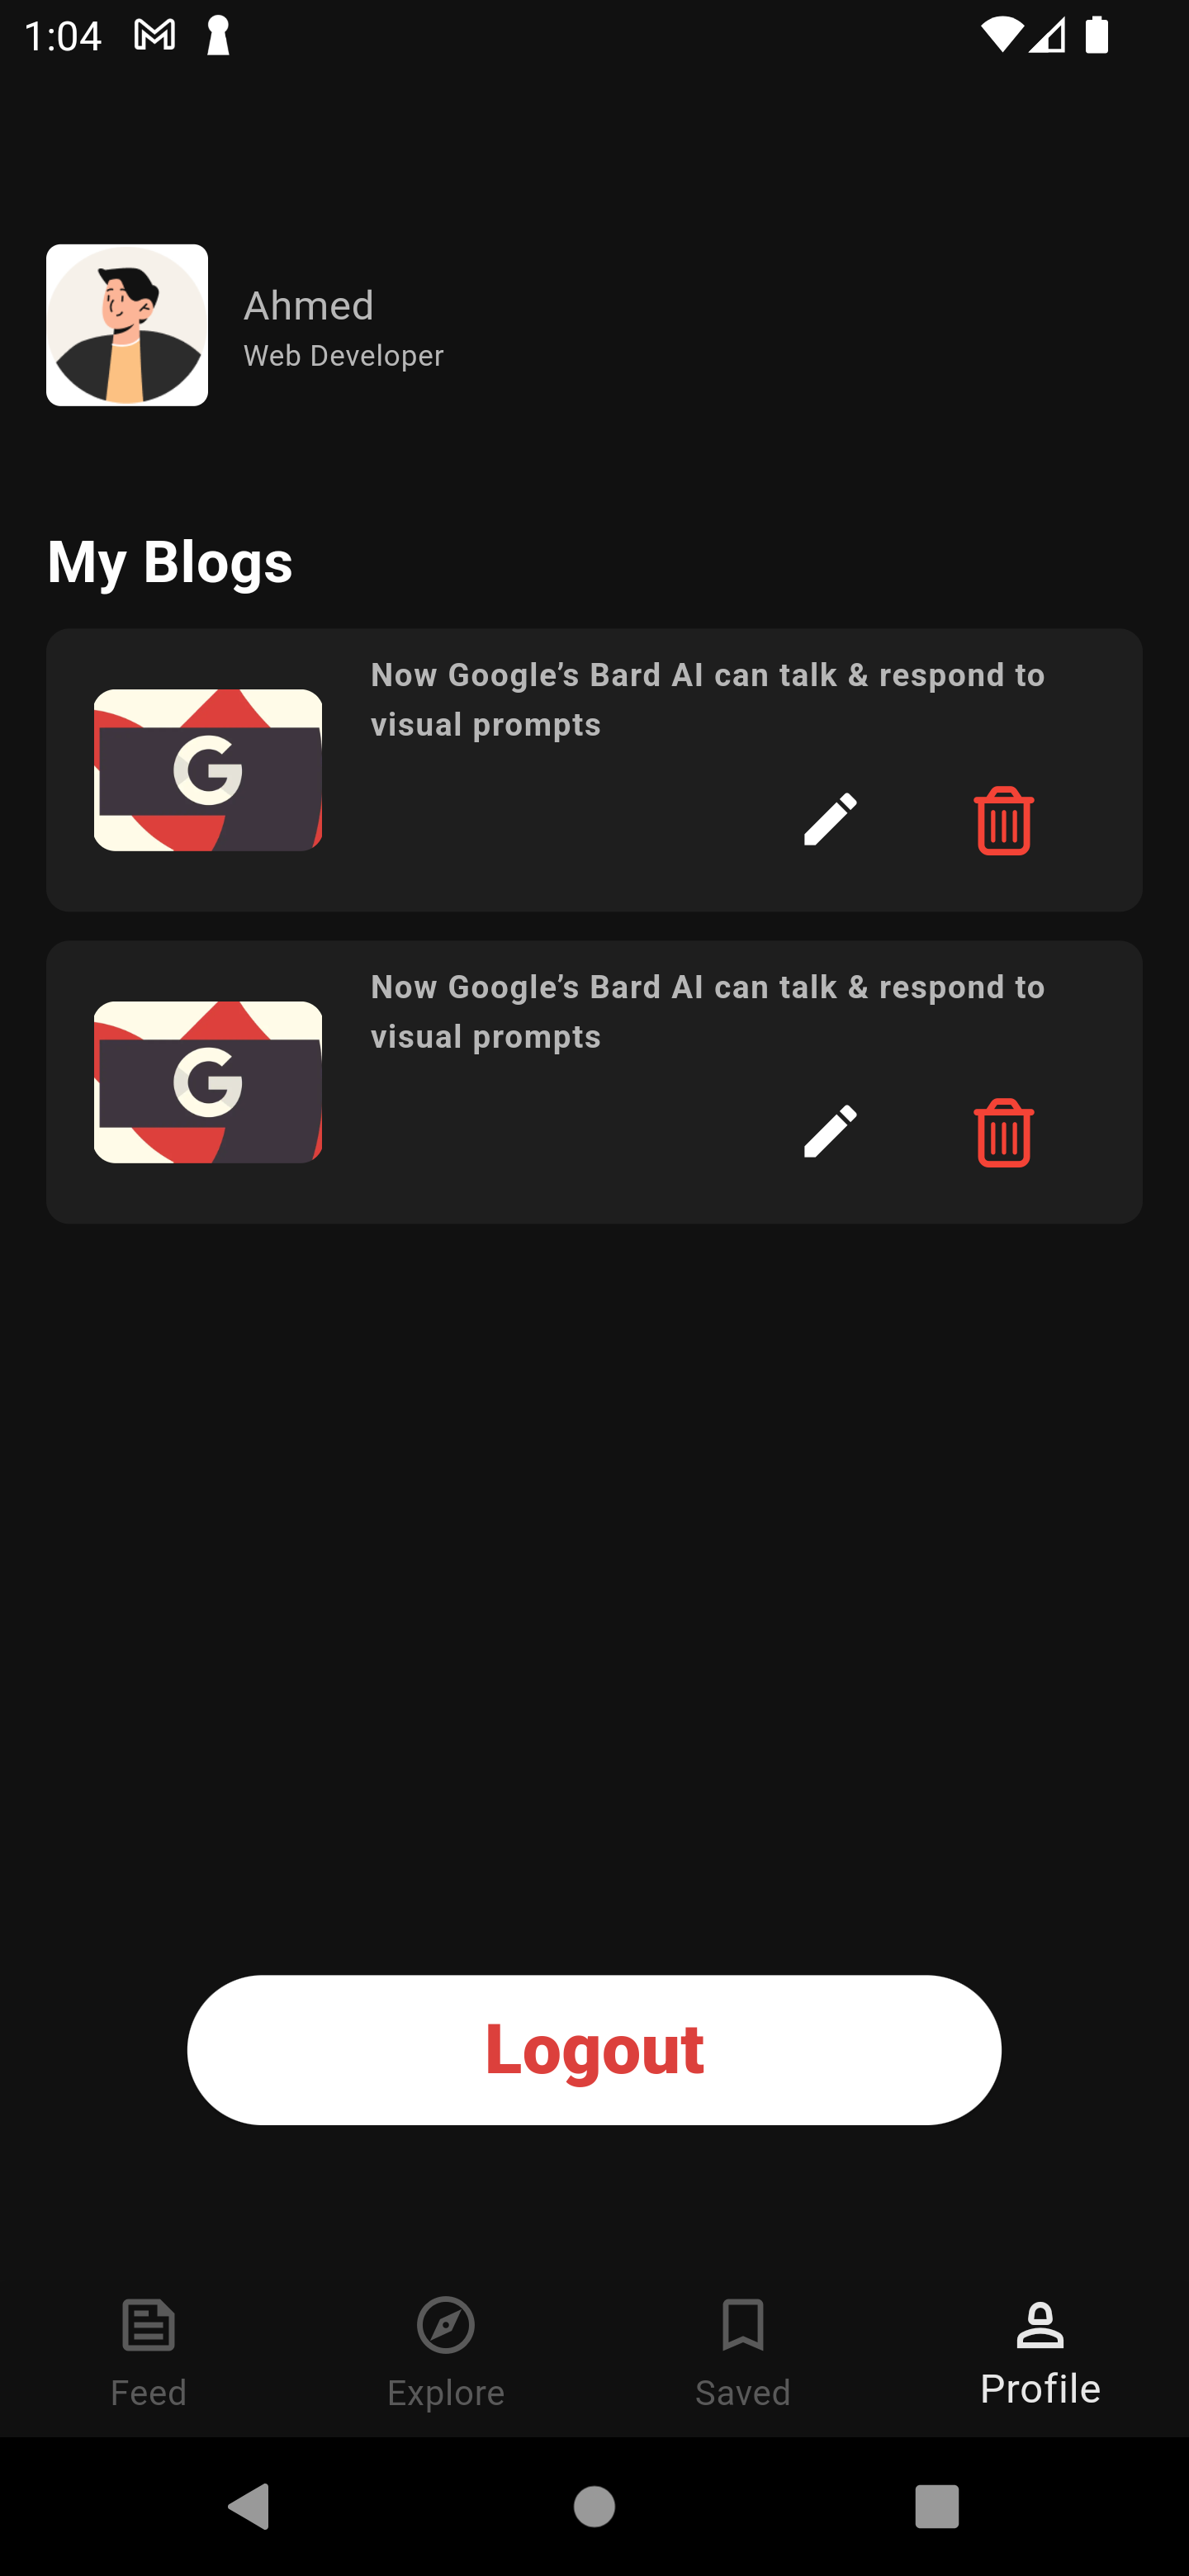 1:04
Ahmed
Web Developer
My Blogs
Now Google’s Bard AI can talk & respond to
visual prompts
G
Now Google’s Bard AI can talk & respond to
visual prompts
G
Logout
Feed
Explore
Saved
Profile